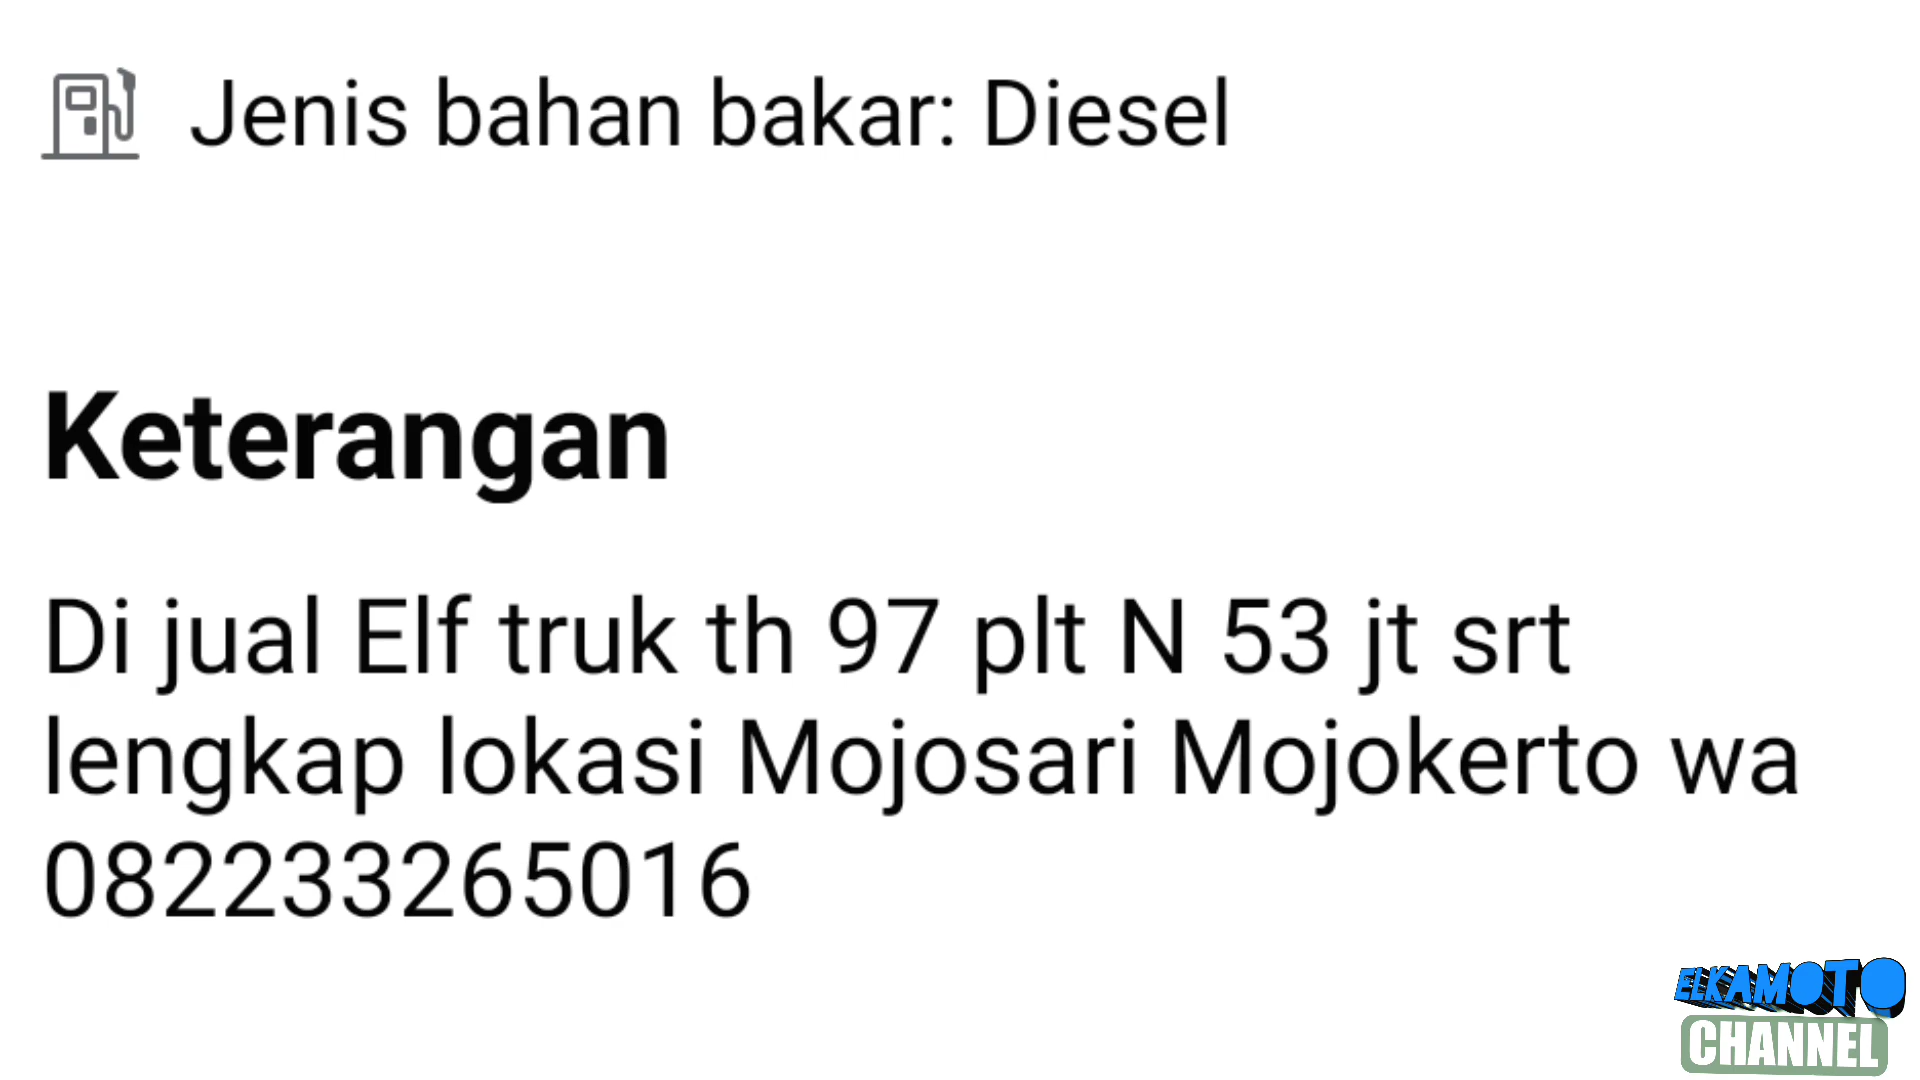 Jenis bahan bakar: Diesel
Keterangan
Di jual Elf truk th 97 plt N 53 jt srt
lengkap lokasi Mojosari Mojokerto wa
082233265016
ELKAMOTO
CHANNEL